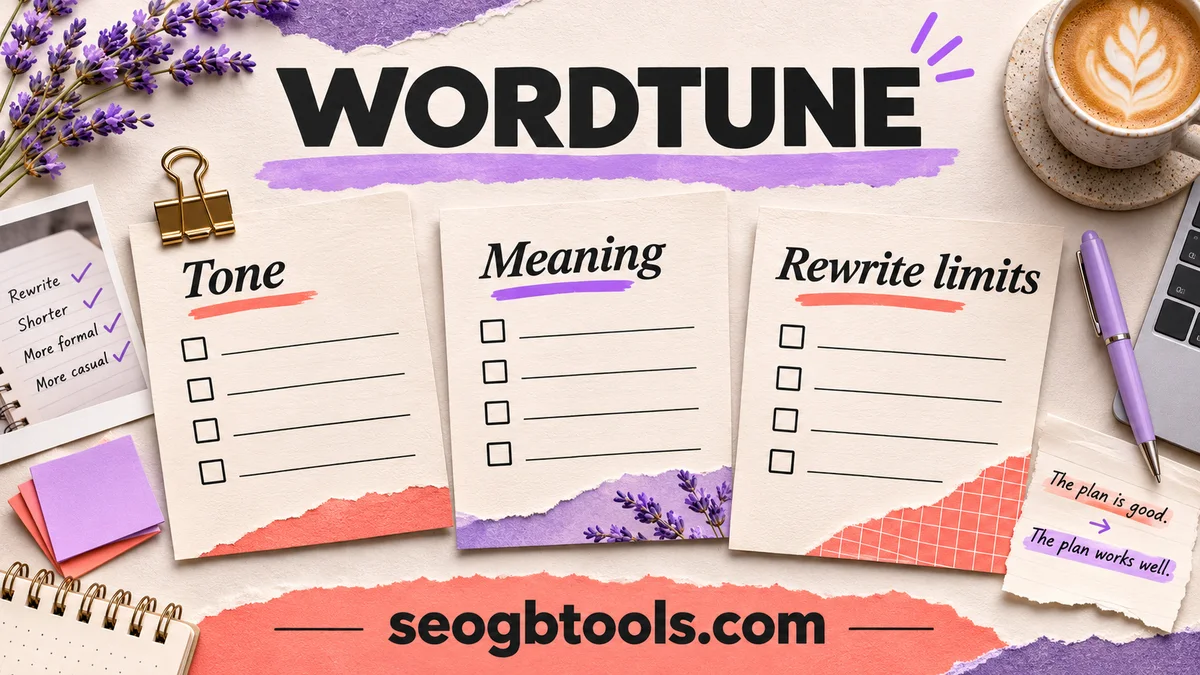 WORDTUNE
Rewrite
Shorter
More formal
More casual
Tone
Meaning
Rewrite limits
The plan is good.
The plan works well.
seogbtools.com